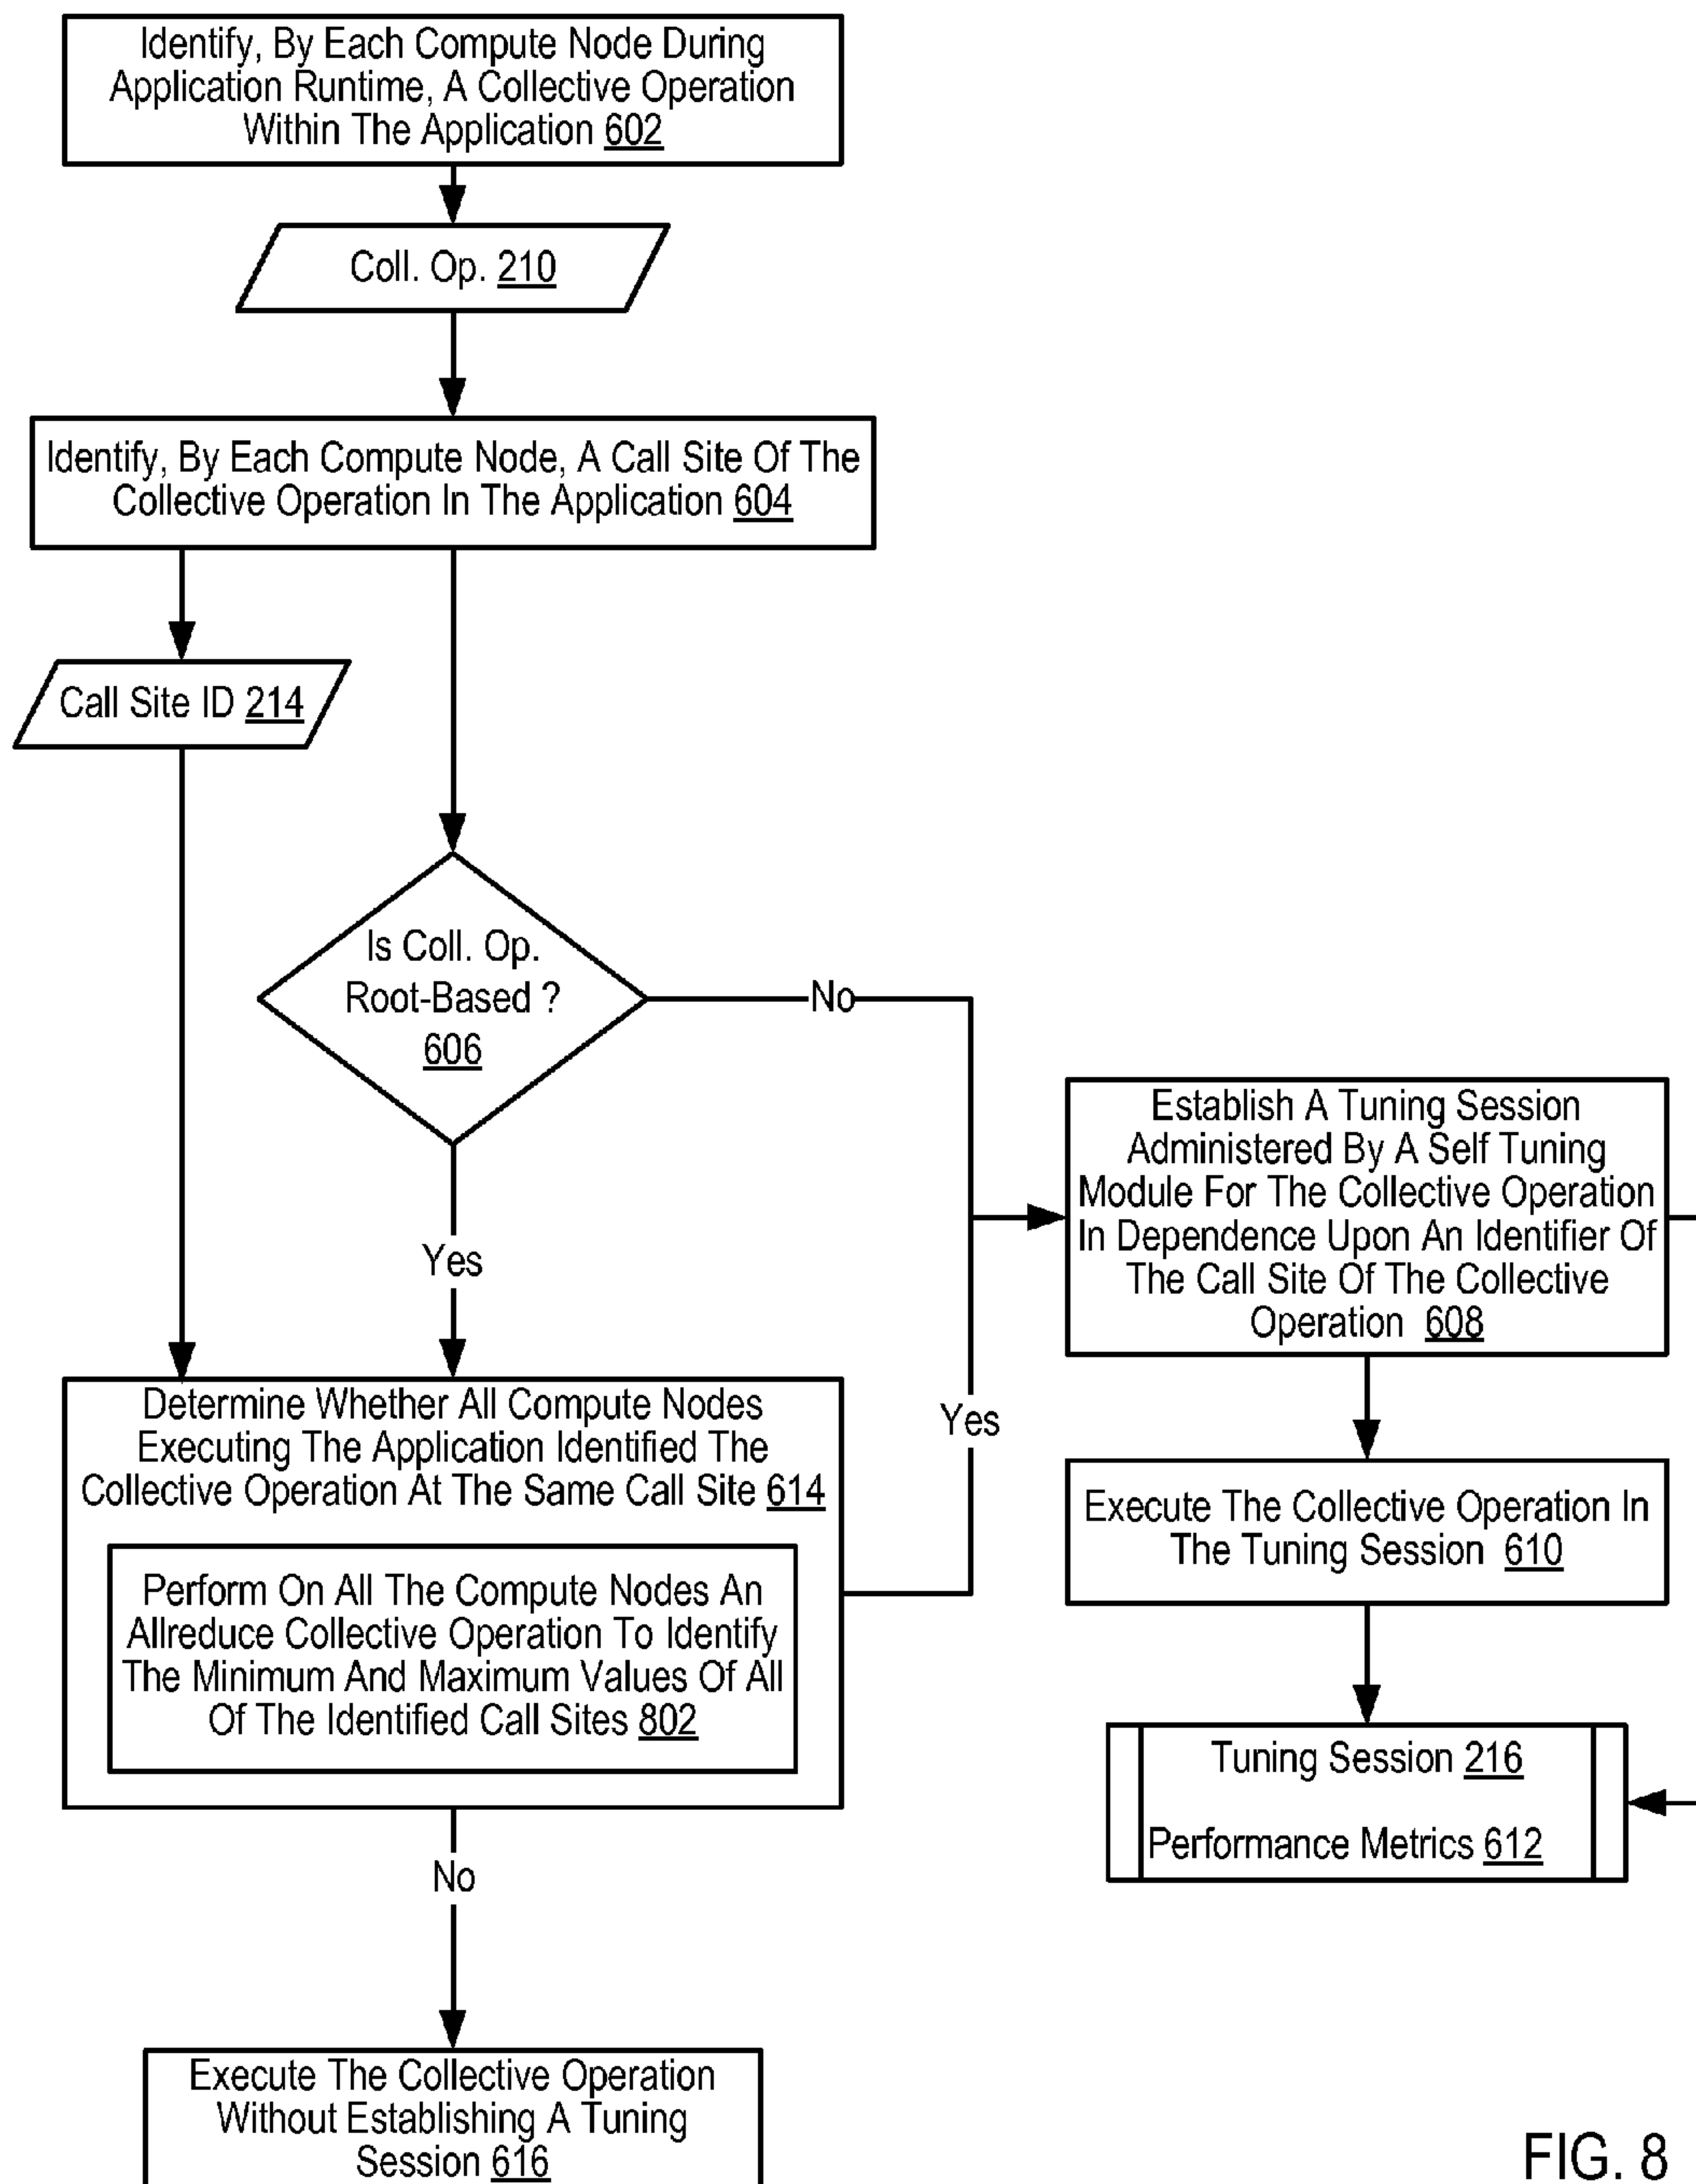 Identify, By Each Compute Node During
Application Runtime, A Collective Operation
Within The Application 602
Coll. Op. 210
Identify, By Each Compute Node, A Call Site Of The
Collective Operation In The Application 604
Call Site ID 214
Is Coll. Op.
Root-Based ?
606
No
Yes
Establish A Tuning Session
Administered By A Self Tuning
Module For The Collective Operation
In Dependence Upon An Identifier Of
The Call Site Of The Collective
Operation 608
Determine Whether All Compute Nodes
Executing The Application Identified The
Collective Operation At The Same Call Site 614
Yes
Perform On All The Compute Nodes An
Allreduce Collective Operation To Identify
The Minimum And Maximum Values Of All
Of The Identified Call Sites 802
Execute The Collective Operation In
The Tuning Session 610
Tuning Session 216
Performance Metrics 612
No
Execute The Collective Operation
Without Establishing A Tuning
Session 616
FIG. 8